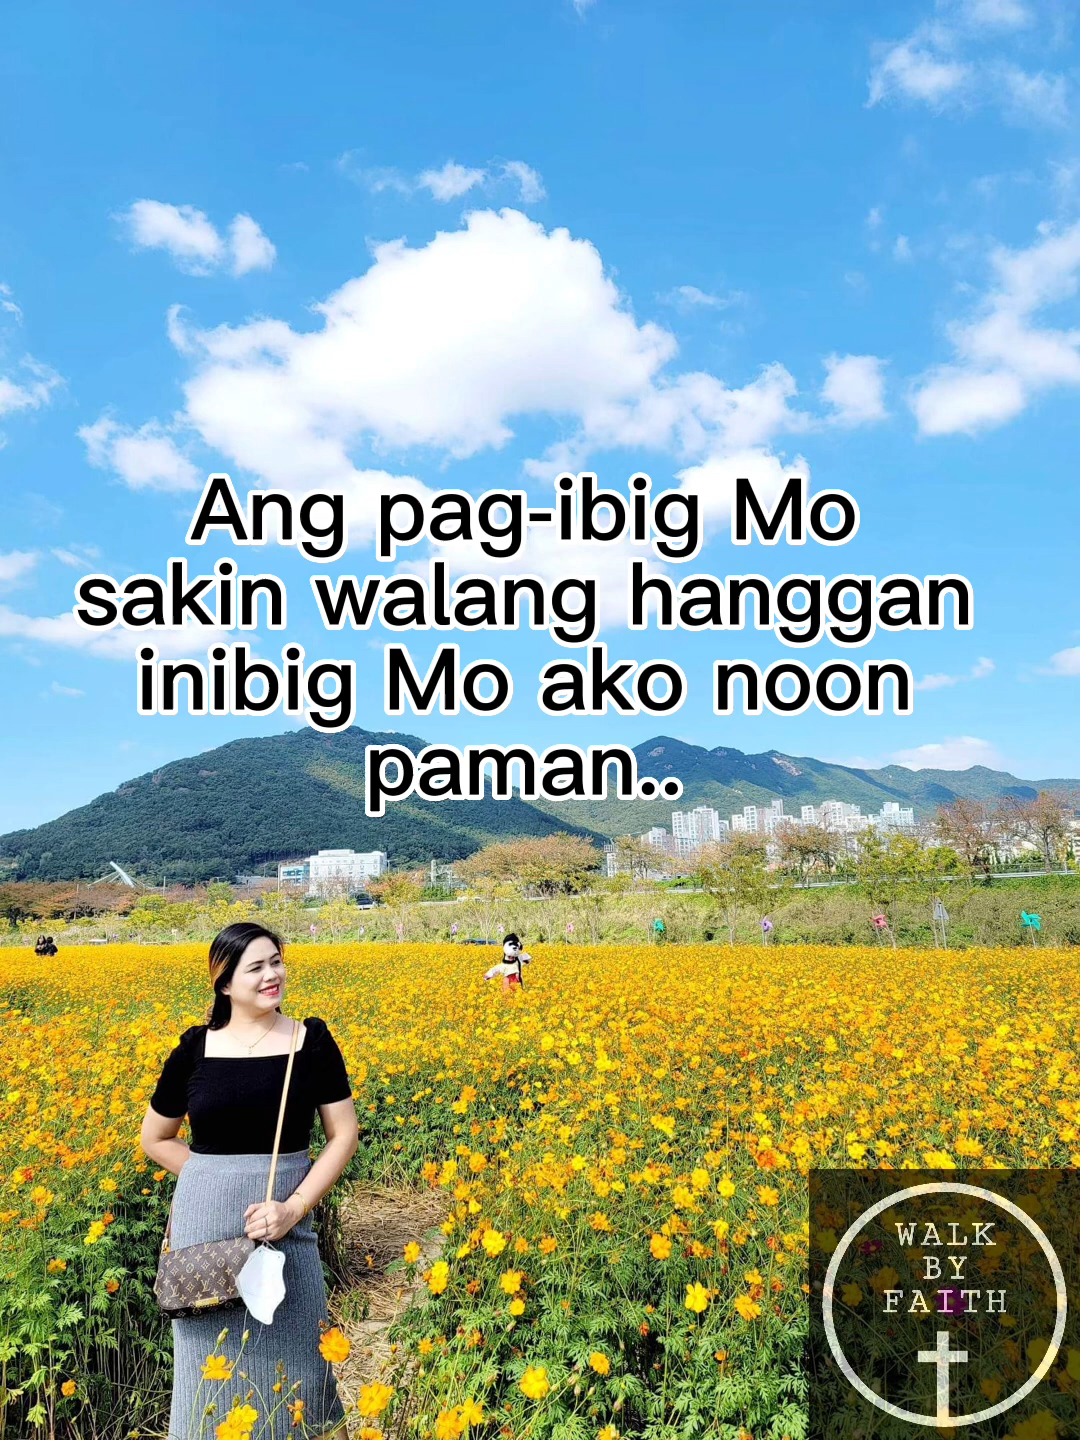 Ang pag-ibig Mo
sakin walang hanggan
inibig Mo ako noon
paman..
WALK
BY
FAITH